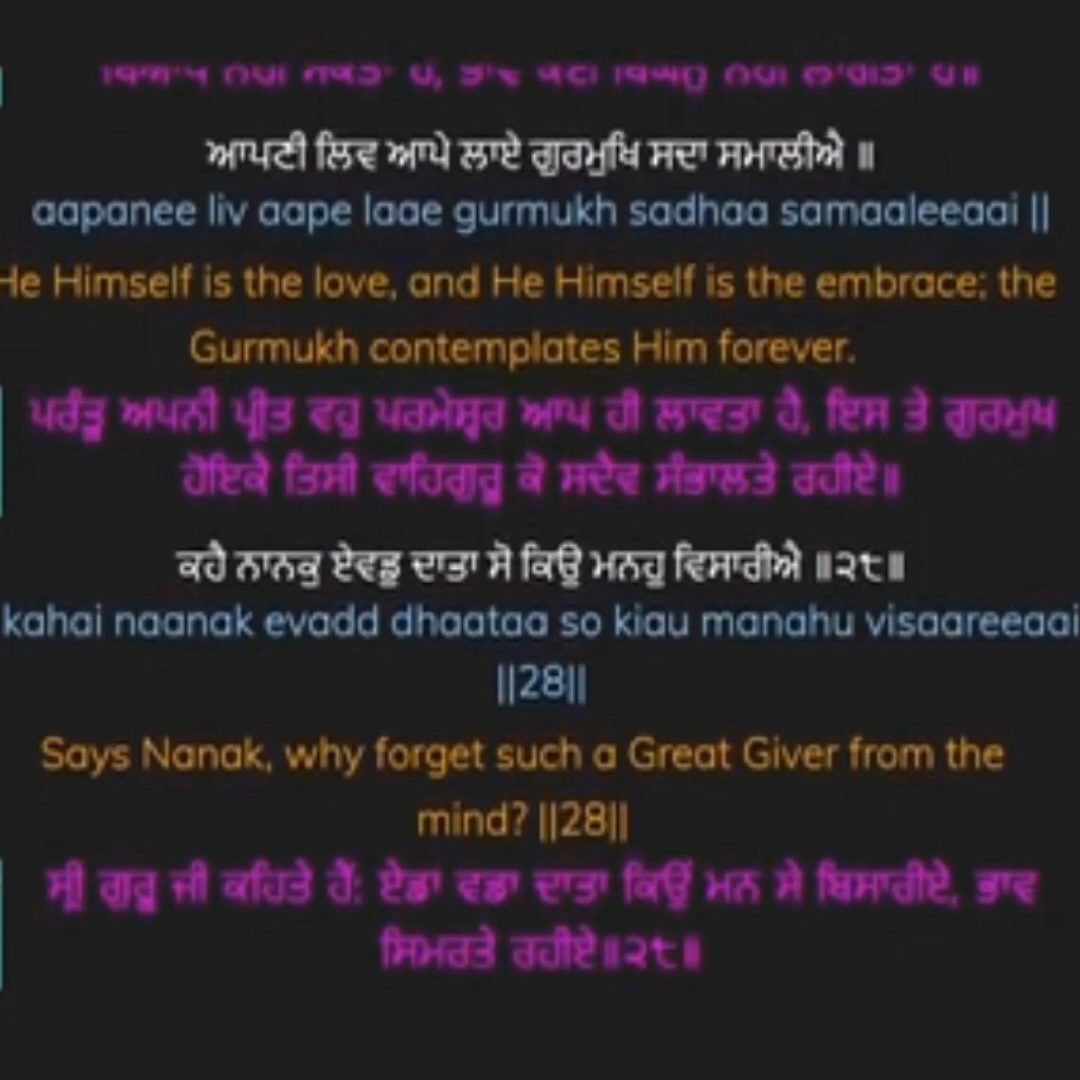 ਆਪਣੀ ਲਿਵ ਆਪੇ ਲਾਏ ਗੁਰਮੁਖਿ ਸਦਾ ਸਮਾਲੀਐ ॥
aapanee liv aape laae gurmukh sadhaa samaaleeaai ||
He Himself is the love, and He Himself is the embrace; the
Gurmukh contemplates Him forever.
ਪਰੰਤੂ ਅਪਨੀ ਪ੍ਰੀਤ ਵਹੁ ਪਰਮੇਸ੍ਵਰ ਆਪ ਹੀ ਲਾਵਤਾ ਹੈ, ਇਸ ਤੇ ਗੁਰਮੁਖ
ਹੋਇਕੇ ਤਿਸੀ ਵਾਹਿਗੁਰੂ ਕੋ ਸਦੈਵ ਸੰਭਾਲਤੇ ਰਹੀਏ॥
ਕਹੈ ਨਾਨਕੁ ਏਵਡੁ ਦਾਤਾ ਸੋ ਕਿਉ ਮਨਹੁ ਵਿਸਾਰੀਐ ॥੨੮॥
kahai naanak evadd dhaataa so kiau manahu visaareeaai
||28||
Says Nanak, why forget such a Great Giver from the
mind? ||28||
ਸ੍ਰੀ ਗੁਰੂ ਜੀ ਕਹਿਤੇ ਹੈਂ: ਏਡਾ ਵਡਾ ਦਾਤਾ ਕਿਉਂ ਮਨ ਸੇ ਬਿਸਾਰੀਏ, ਭਾਵ
ਸਿਮਰਤੇ ਰਹੀਏ॥੨੮॥